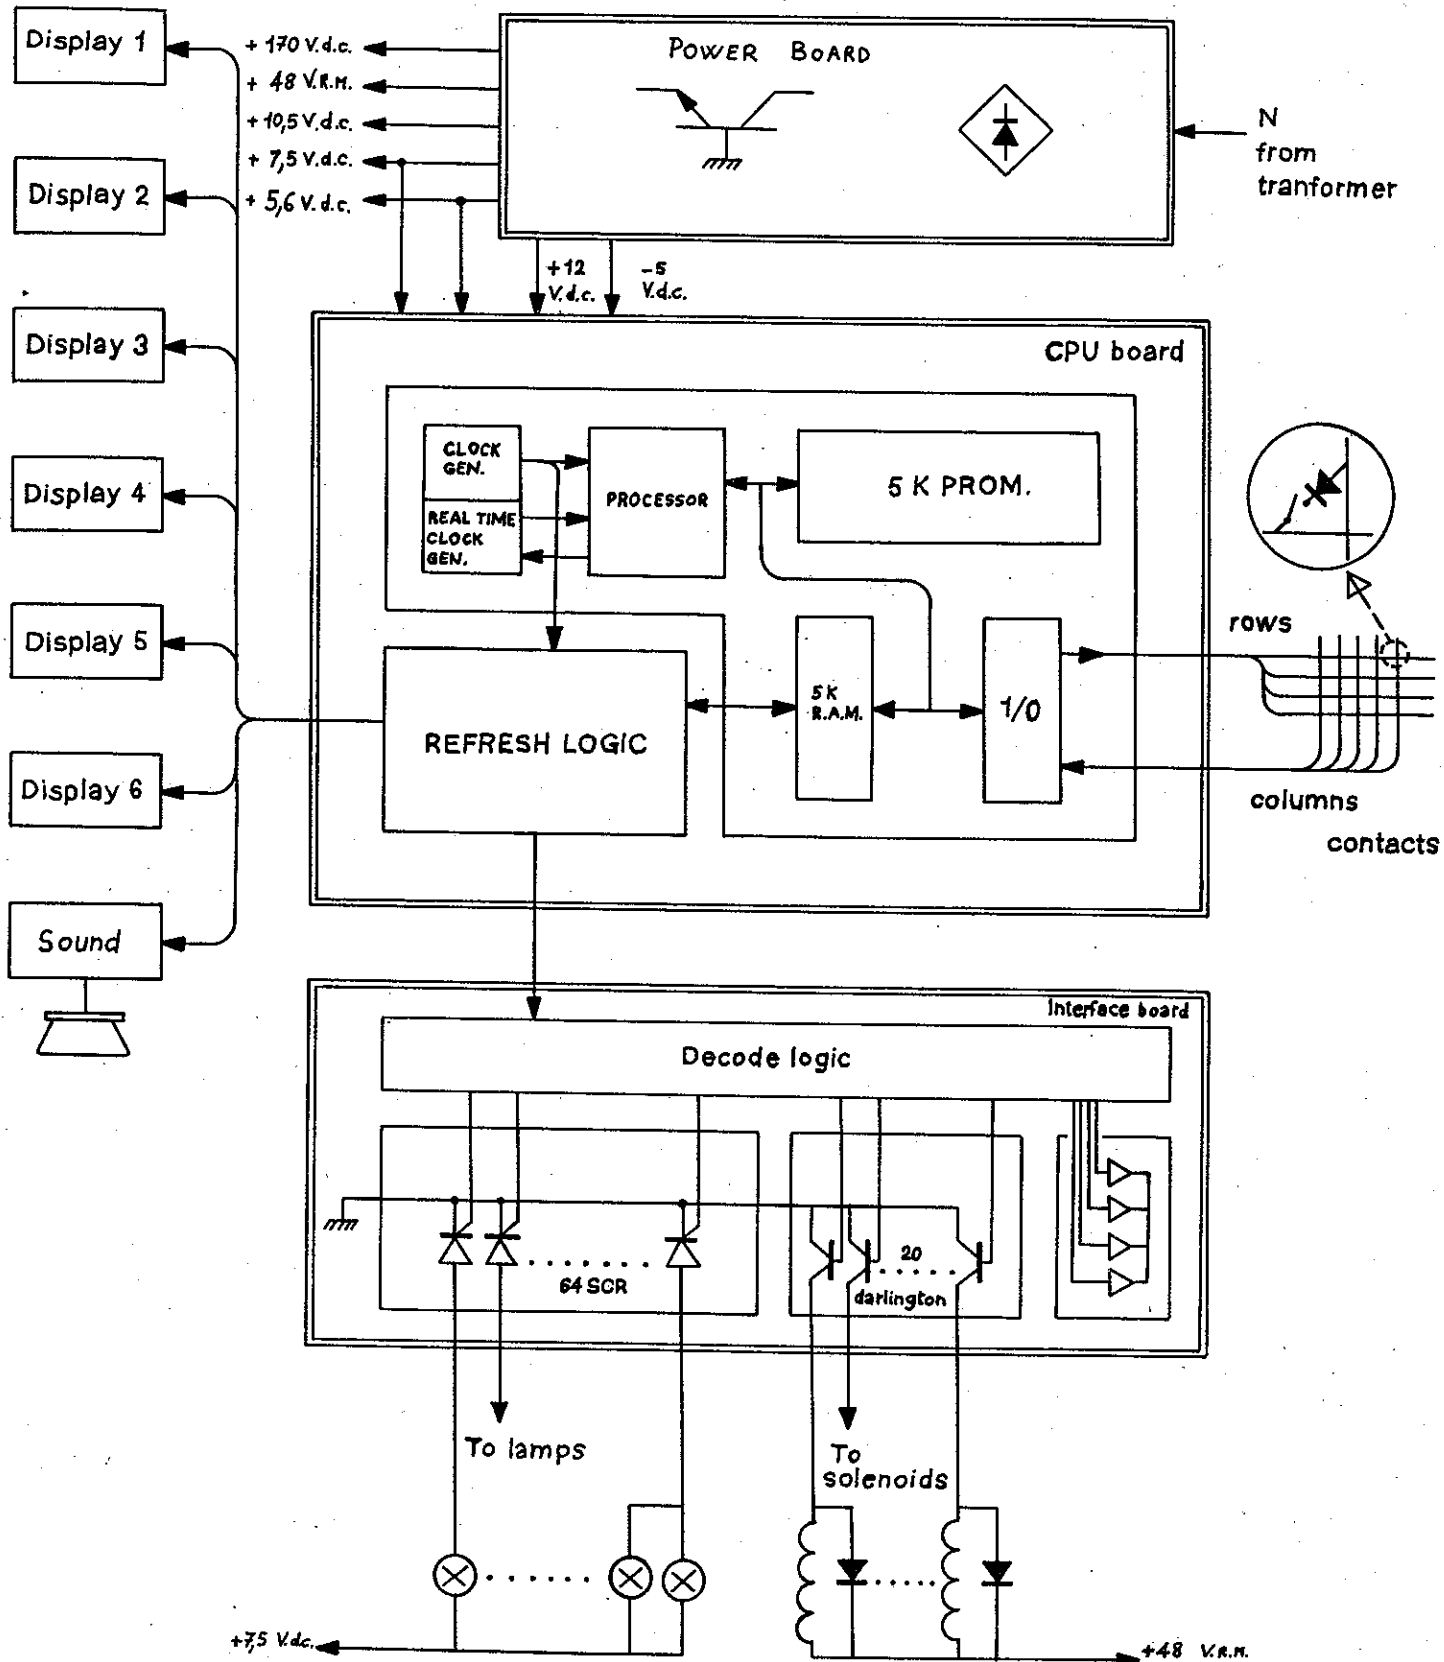 Display 1
Display 2
Display 3
Display 4
Display 5
Display 6
Sound
+ 170 V.d.c.
+ 48 V.R.M.
+ 10,5 V.d.c.
+ 7,5 V.d.c.
+ 5,6 V.d.c.
POWER BOARD
N
from
tranformer
+12
V.d.c.
-5
V.d.c.
CPU board
CLOCK
GEN.
REAL TIME
CLOCK
GEN.
PROCESSOR
5 K PROM.
REFRESH LOGIC
5 K
R.A.M.
I/O
rows
columns
contacts
Interface board
Decode logic
64 SCR
20
darlington
To lamps
To
solenoids
+7,5 V.d.c.
+48 V.R.M.